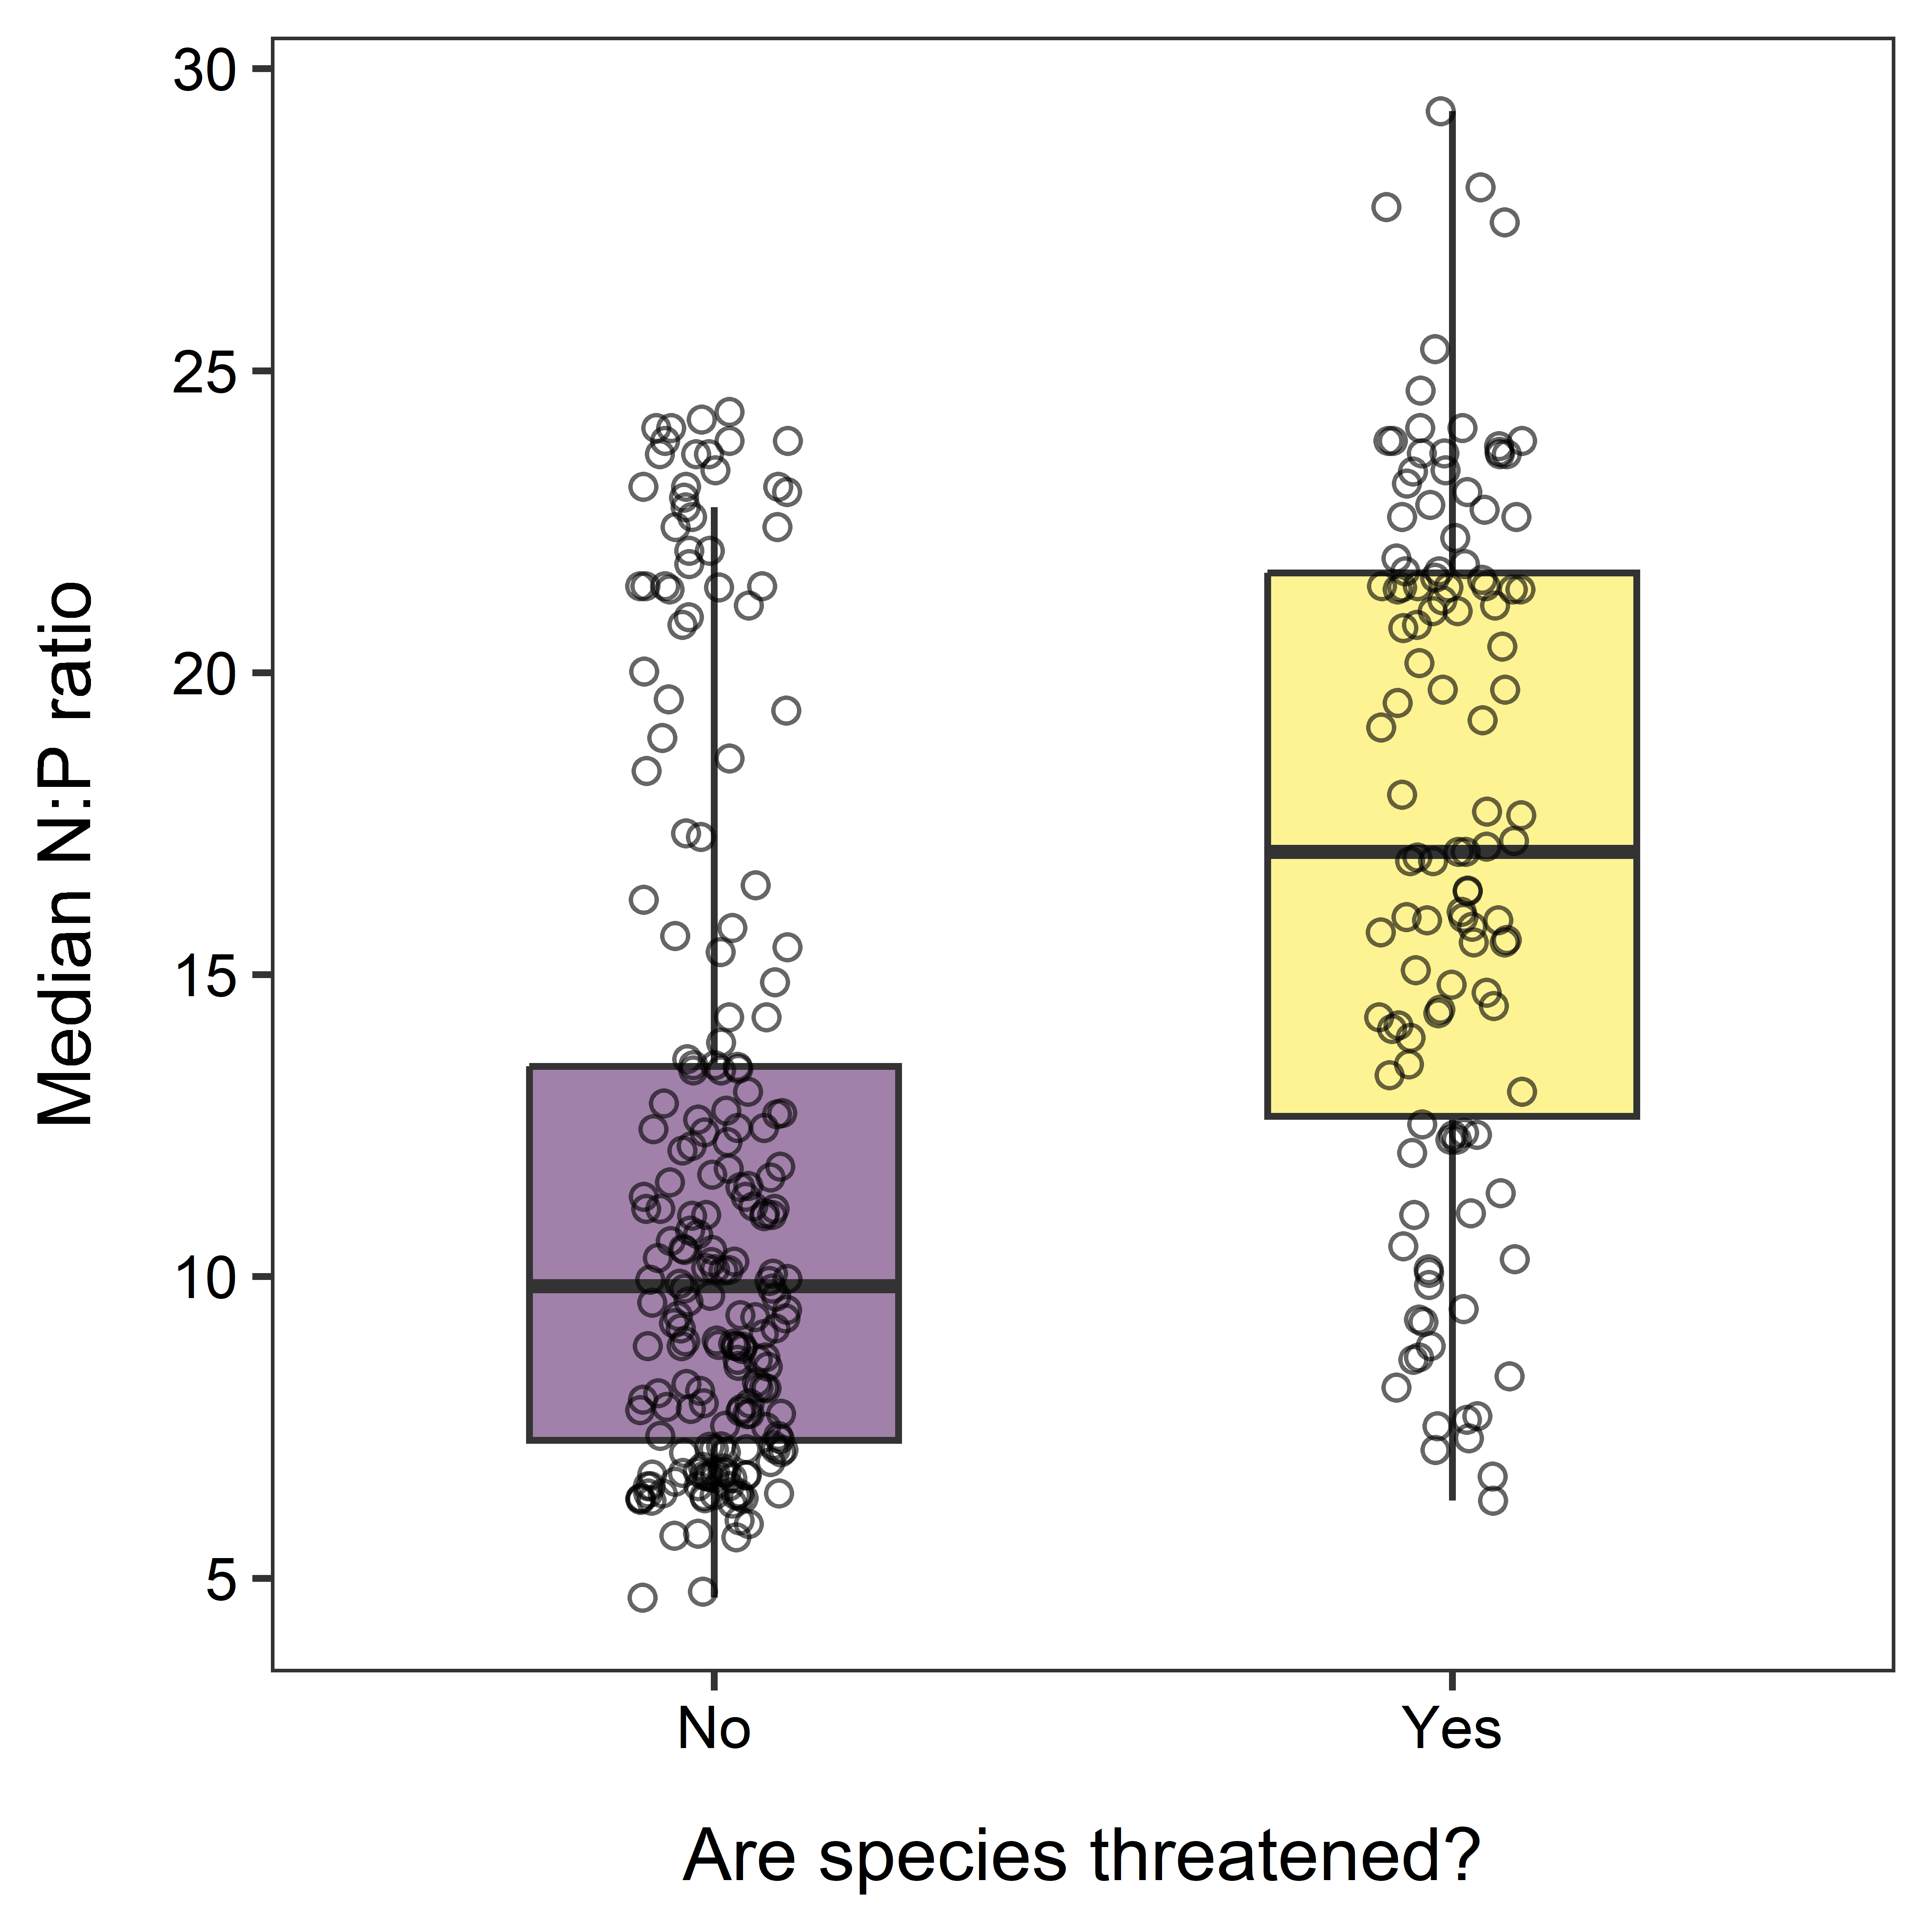 Median N:P ratio
30
25
20
15
10
5
No
Yes
Are species threatened?